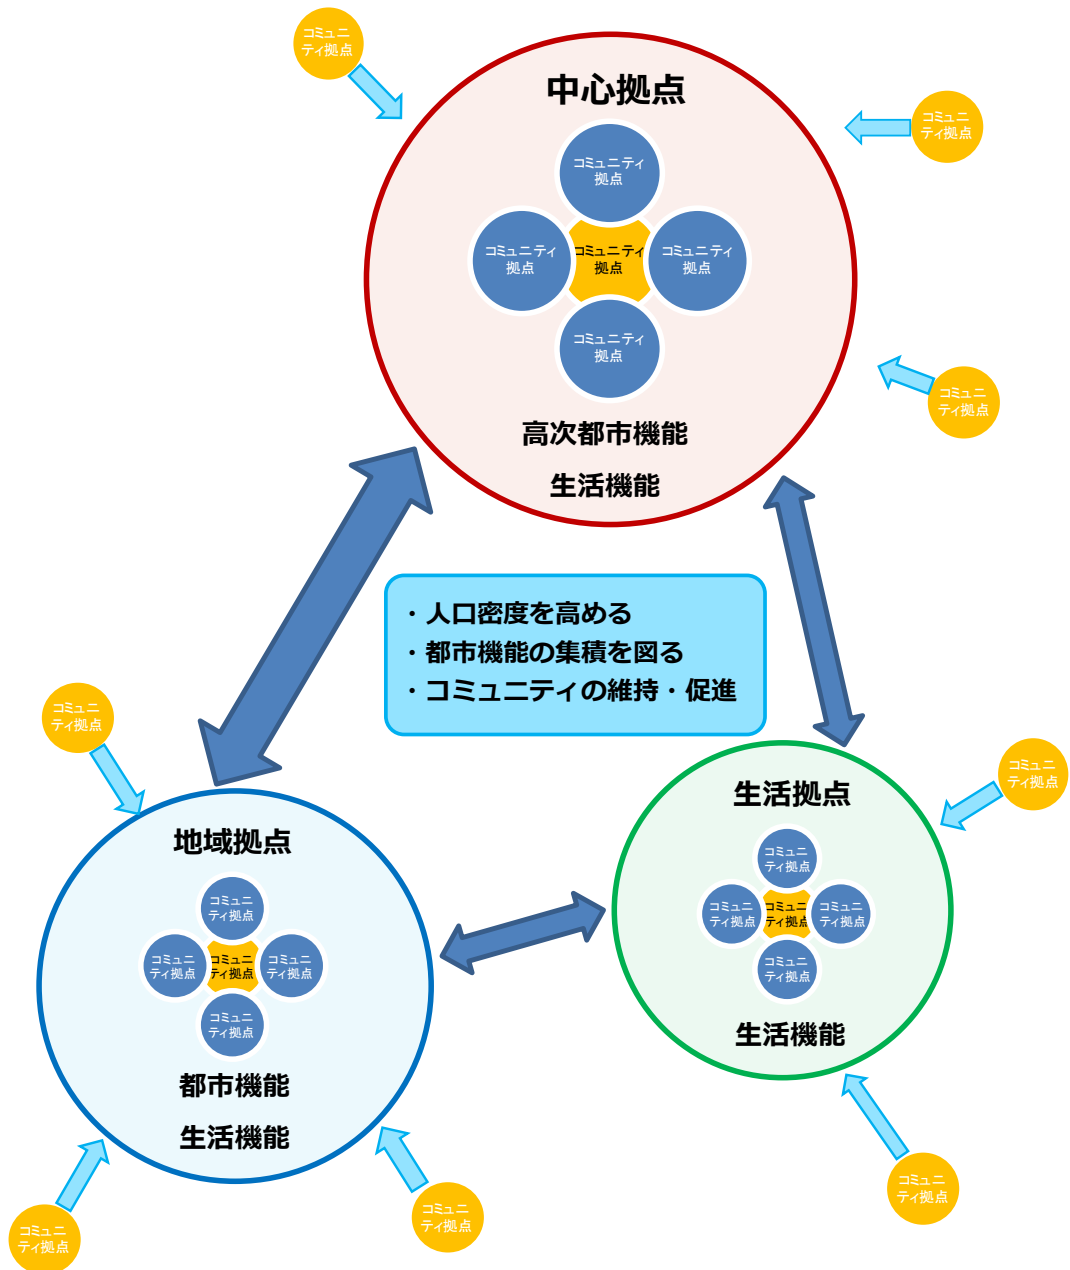 コミュニ
ティ拠点
中心拠点
コミュニ
ティ拠点
コミュニティ
拠点
コミュニティ
拠点
コミュニティ
拠点
コミュニティ
拠点
コミュニティ
拠点
コミュニ
ティ拠点
高次都市機能
生活機能
・人口密度を高める
・都市機能の集積を図る
・コミュニティの維持・促進
コミュニ
ティ拠点
地域拠点
コミュニ
ティ拠点
コミュニ
ティ拠点
コミュニ
ティ拠点
コミュニ
ティ拠点
コミュニ
ティ拠点
都市機能
生活機能
コミュニ
ティ拠点
コミュニ
ティ拠点
生活拠点
コミュニ
ティ拠点
コミュニ
ティ拠点
コミュニ
ティ拠点
コミュニ
ティ拠点
コミュニ
ティ拠点
コミュニ
ティ拠点
生活機能
コミュニ
ティ拠点